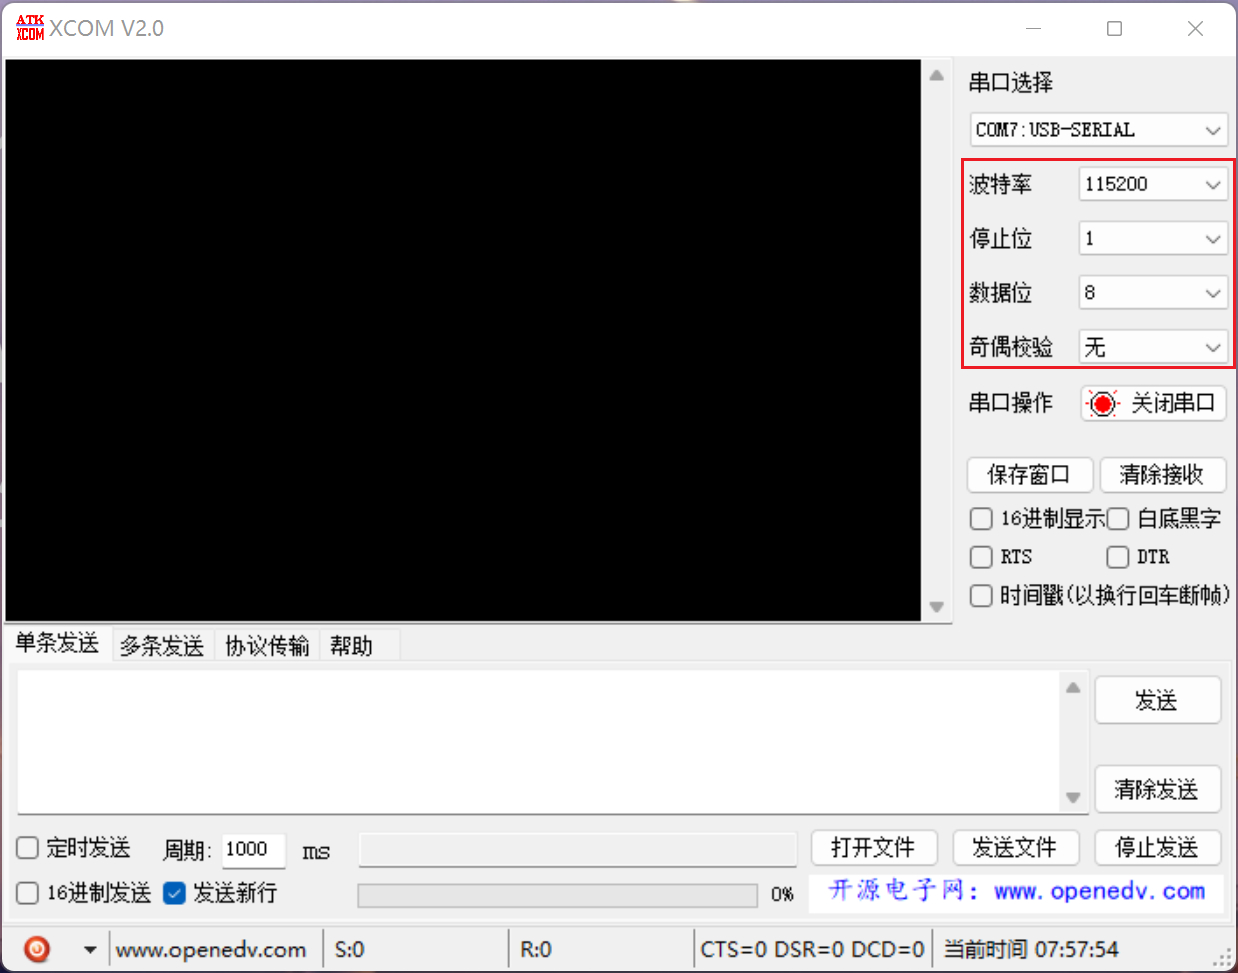 ATK XCOM XCOM V2.0
串口选择
COM7:USB-SERIAL
波特率 115200
停止位 1
数据位 8
奇偶校验 无
串口操作 关闭串口
保存窗口 清除接收
16进制显示 白底黑字
RTS DTR
时间戳(以换行回车断帧)
单条发送 多条发送 协议传输 帮助
发送
清除发送
定时发送 周期: 1000 ms 打开文件 发送文件 停止发送
16进制发送 发送新行 0% 开源电子网: www.openedv.com
www.openedv.com S:0 R:0 CTS=0 DSR=0 DCD=0 当前时间 07:57:54